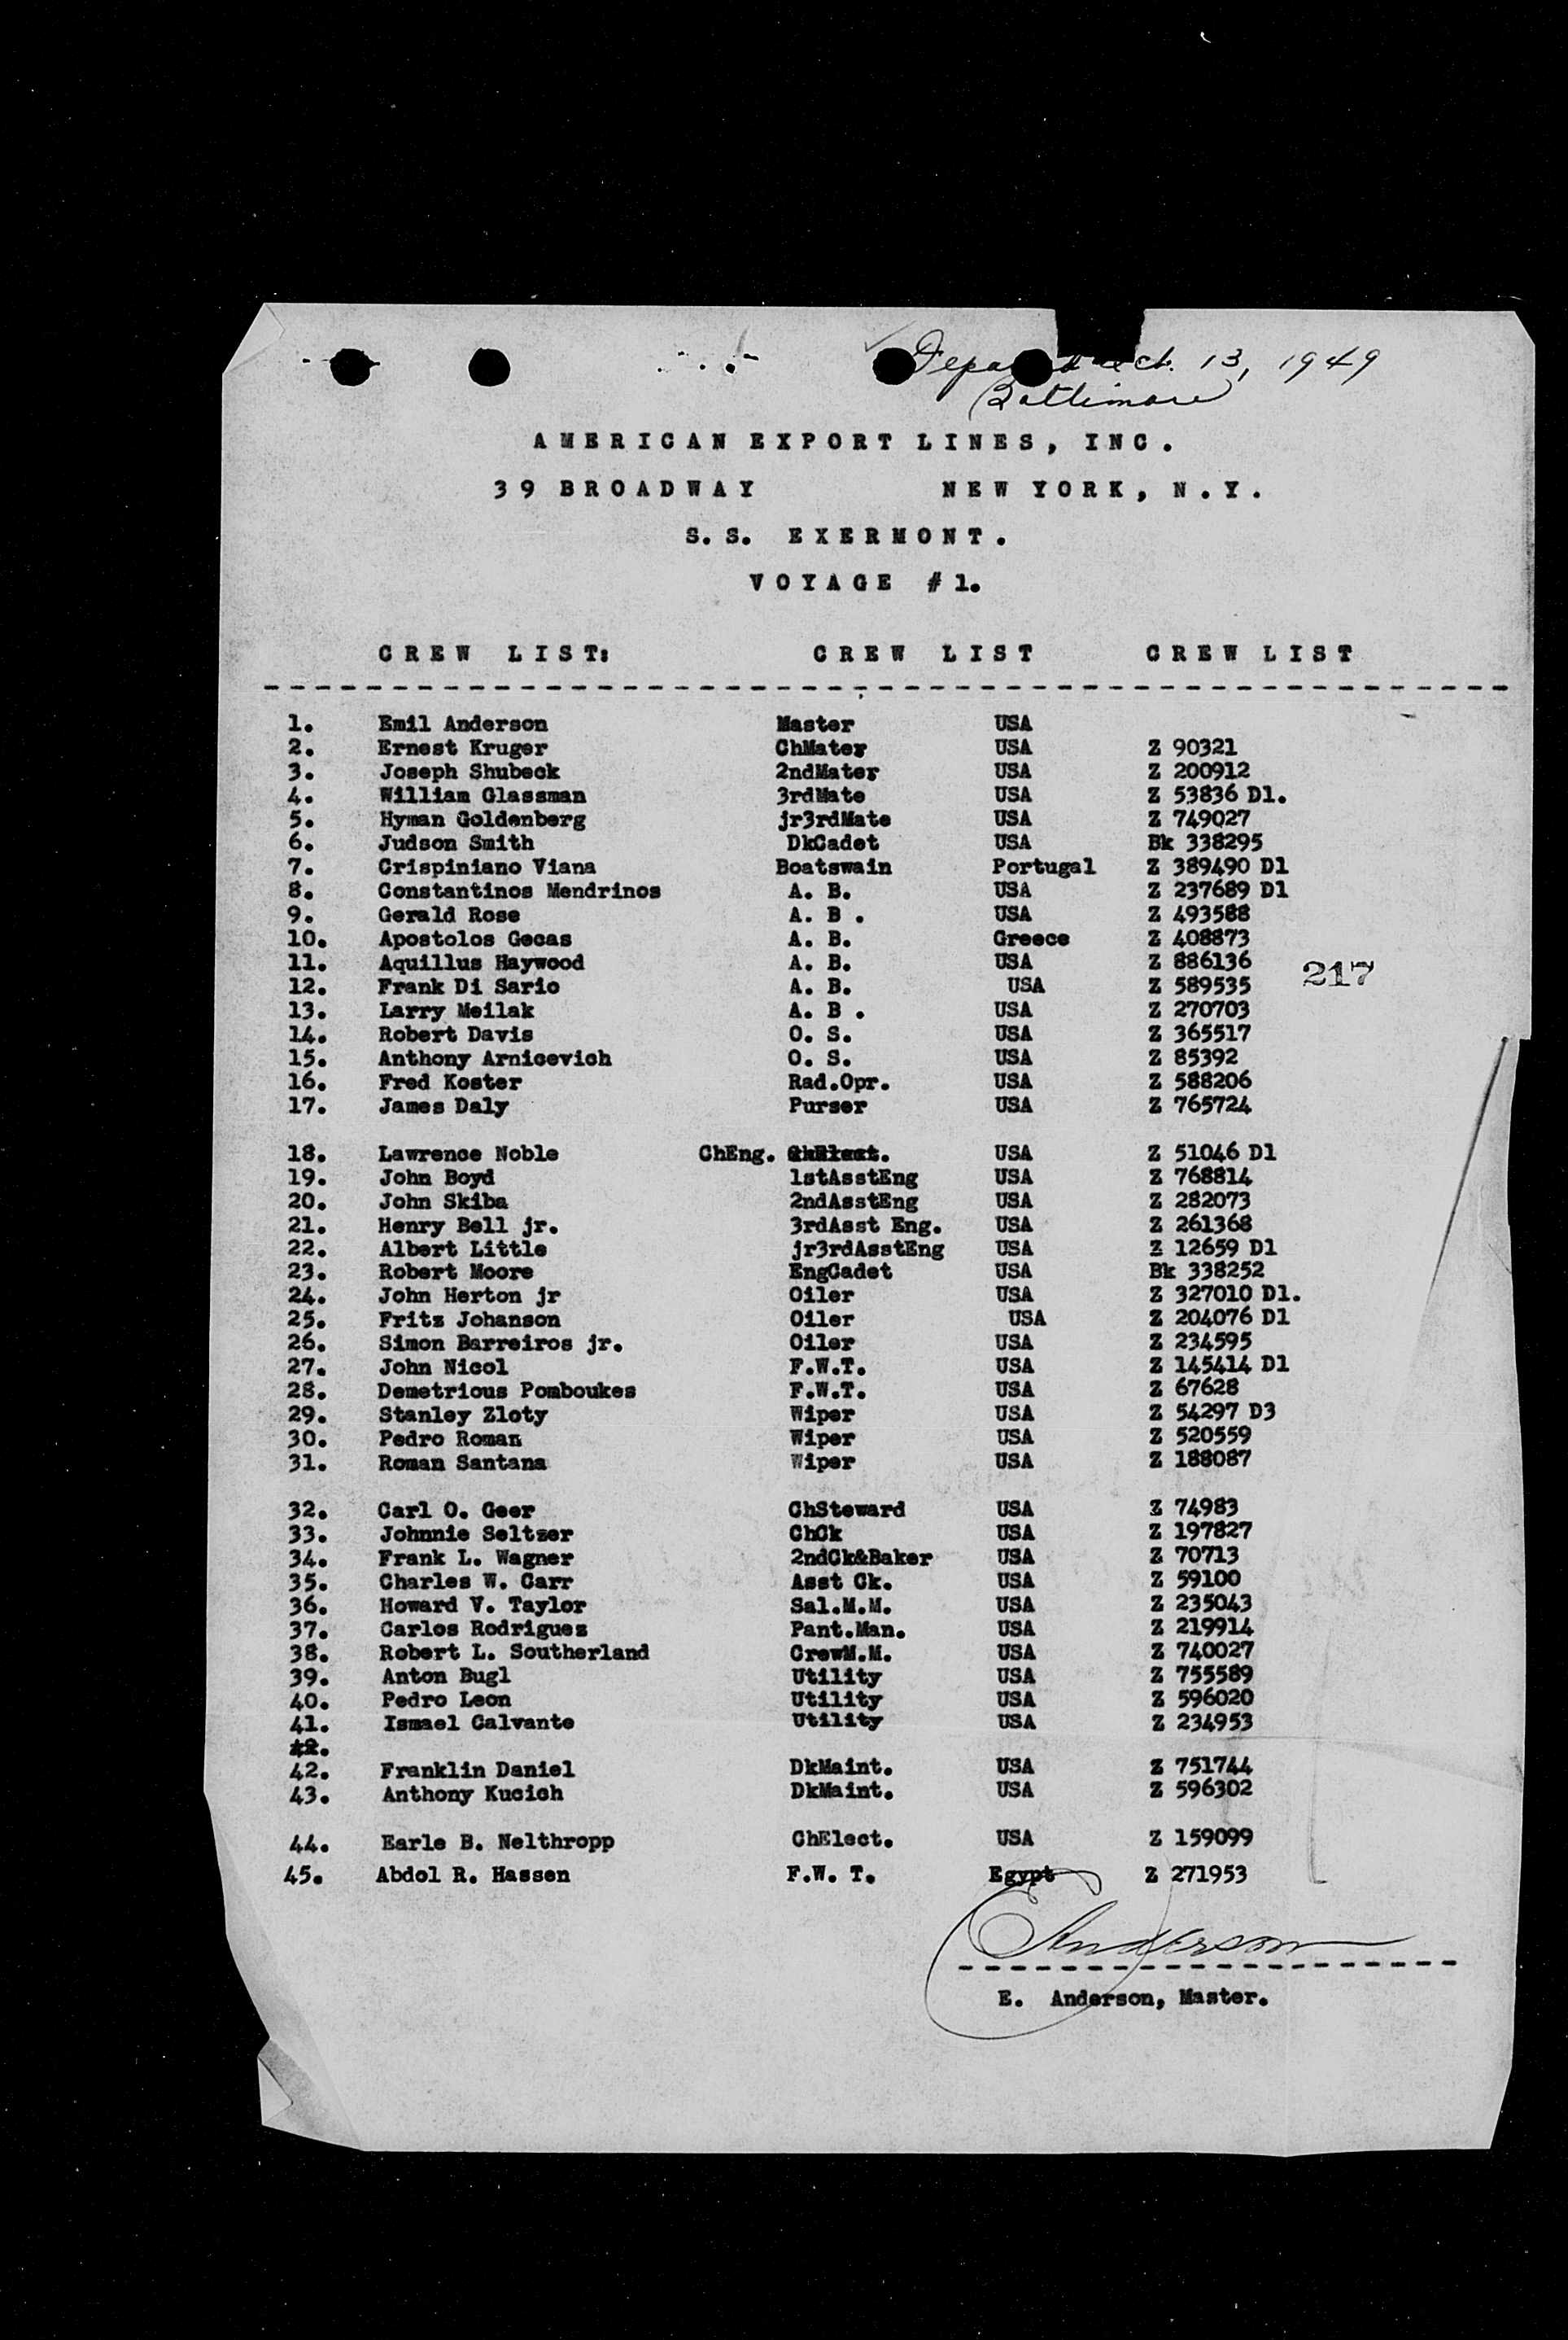 Oct. 13, 1949
Baltimore
AMERICAN EXPORT LINES, INC.
39 BROADWAY NEW YORK, N.Y.
S.S. EXERMONT.
VOYAGE #1.
CREW LIST: CREW LIST CREW LIST
1. Emil Anderson Master USA
2. Ernest Kruger ChMater USA Z 90321
3. Joseph Shubeck 2ndMater USA Z 200912
4. William Glassman 3rdMate USA Z 53836 D1.
5. Hyman Goldenberg jr3rdMate USA Z 749027
6. Judson Smith DkCadet USA Bk 338295
7. Crispiniano Viana Boatswain Portugal Z 389490 D1
8. Constantinos Mendrinos A. B. USA Z 237689 D1
9. Gerald Rose A. B . USA Z 493588
10. Apostolos Gecas A. B. Greece Z 408873
11. Aquillus Haywood A. B. USA Z 886136
217
12. Frank Di Sario A. B. USA Z 589535
13. Larry Meilak A. B . USA Z 270703
14. Robert Davis O. S. USA Z 365517
15. Anthony Arnicevich O. S. USA Z 85392
16. Fred Koster Rad.Opr. USA Z 588206
17. James Daly Purser USA Z 765724
18. Lawrence Noble ChEng. USA Z 51046 D1
19. John Boyd 1stAsstEng USA Z 768814
20. John Skiba 2ndAsstEng USA Z 282073
21. Henry Bell jr. 3rdAsst Eng. USA Z 261368
22. Albert Little jr3rdAsstEng USA Z 12659 D1
23. Robert Moore EngCadet USA Bk 338252
24. John Herton jr Oiler USA Z 327010 D1.
25. Fritz Johanson Oiler USA Z 204076 D1
26. Simon Barreiros jr. Oiler USA Z 234595
27. John Nicol F.W.T. USA Z 145414 D1
28. Demetrious Pomboukes F.W.T. USA Z 67628
29. Stanley Zloty Wiper USA Z 54297 D3
30. Pedro Roman Wiper USA Z 520559
31. Roman Santana Wiper USA Z 188087
32. Carl O. Geer ChSteward USA Z 74983
33. Johnnie Seltzer ChCk USA Z 197827
34. Frank L. Wagner 2ndCk&Baker USA Z 70713
35. Charles W. Carr Asst Ck. USA Z 59100
36. Howard V. Taylor Sal.M.M. USA Z 235043
37. Carlos Rodriguez Pant.Man. USA Z 219914
38. Robert L. Southerland CrewM.M. USA Z 740027
39. Anton Bugl Utility USA Z 755589
40. Pedro Leon Utility USA Z 596020
41. Ismael Calvante Utility USA Z 234953
42. Franklin Daniel DkMaint. USA Z 751744
43. Anthony Kucich DkMaint. USA Z 596302
44. Earle B. Nelthropp ChElect. USA Z 159099
45. Abdol R. Hassen F.W. T. Egypt Z 271953
E Anderson
E. Anderson, Master.